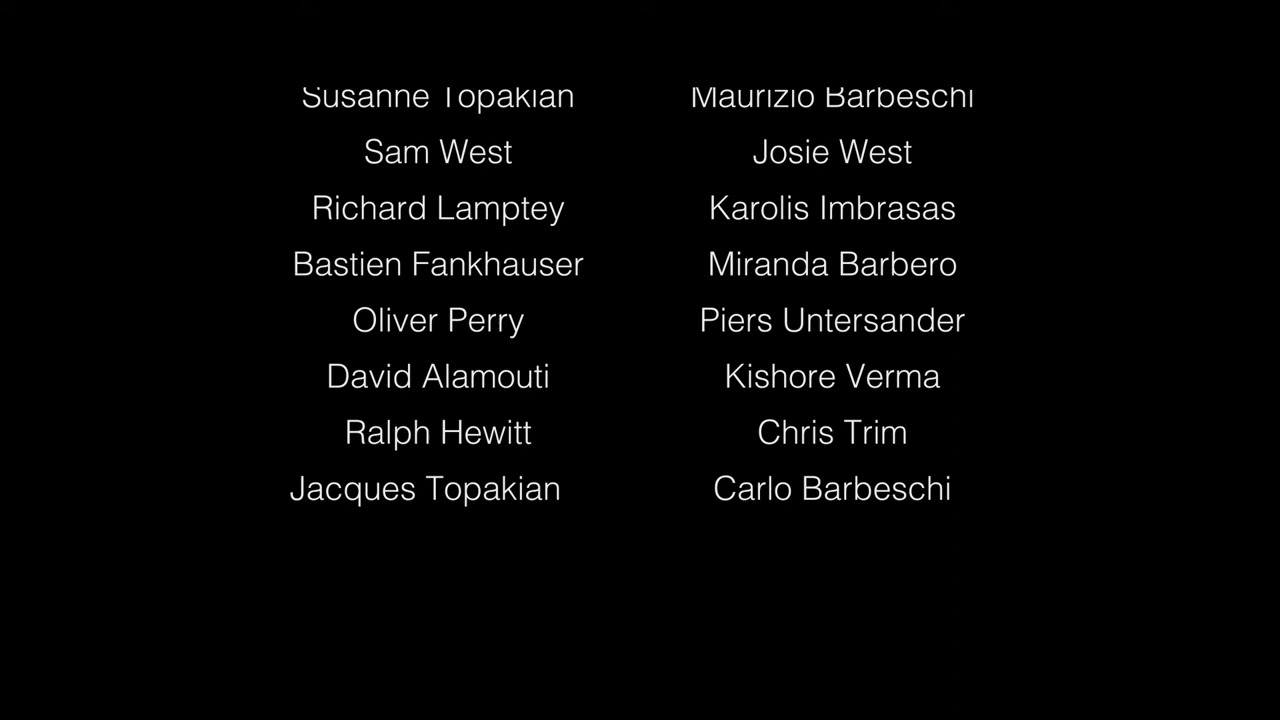 Susanne Topakian Maurizio Barbeschi
Sam West Josie West
Richard Lamptey Karolis Imbrasas
Bastien Fankhauser Miranda Barbero
Oliver Perry Piers Untersander
David Alamouti Kishore Verma
Ralph Hewitt Chris Trim
Jacques Topakian Carlo Barbeschi